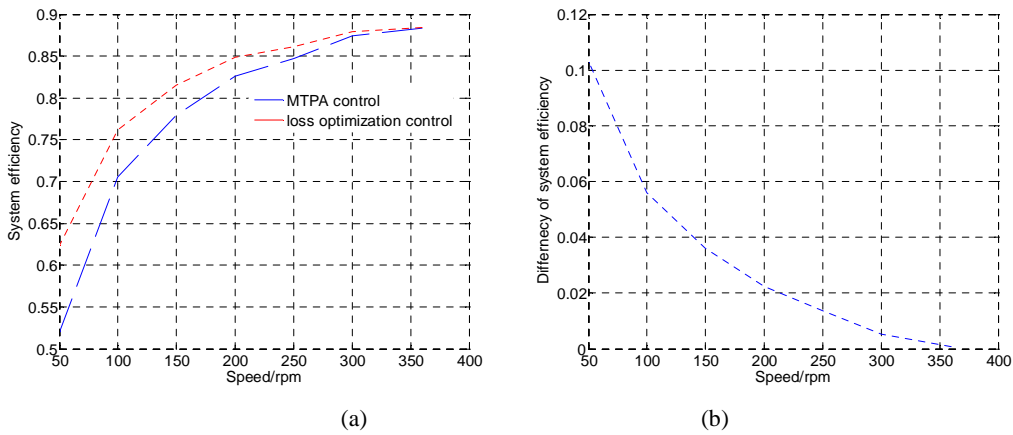 0.9
0.85
0.8
0.75
0.7
0.65
0.6
0.55
0.5
System efficiency
MTPA control
loss optimization control
50 100 150 200 250 300 350 400
Speed/rpm
(a)
0.12
0.1
0.08
0.06
0.04
0.02
0
Differnecy of system efficiency
50 100 150 200 250 300 350 400
Speed/rpm
(b)